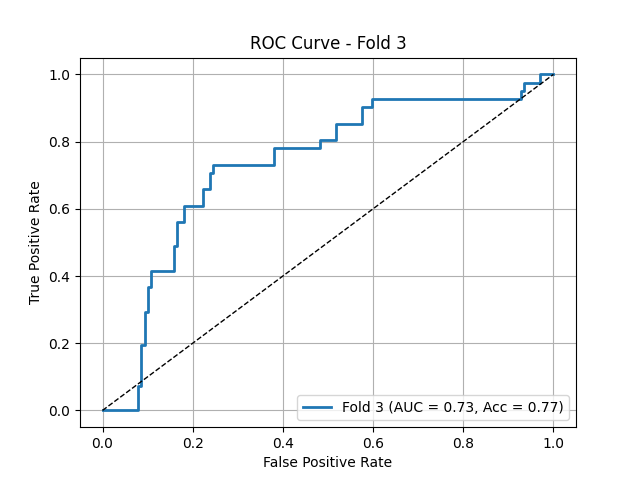 ROC Curve - Fold 3
True Positive Rate
1.0
0.8
0.6
0.4
0.2
0.0
Fold 3 (AUC = 0.73, Acc = 0.77)
0.0 0.2 0.4 0.6 0.8 1.0
False Positive Rate